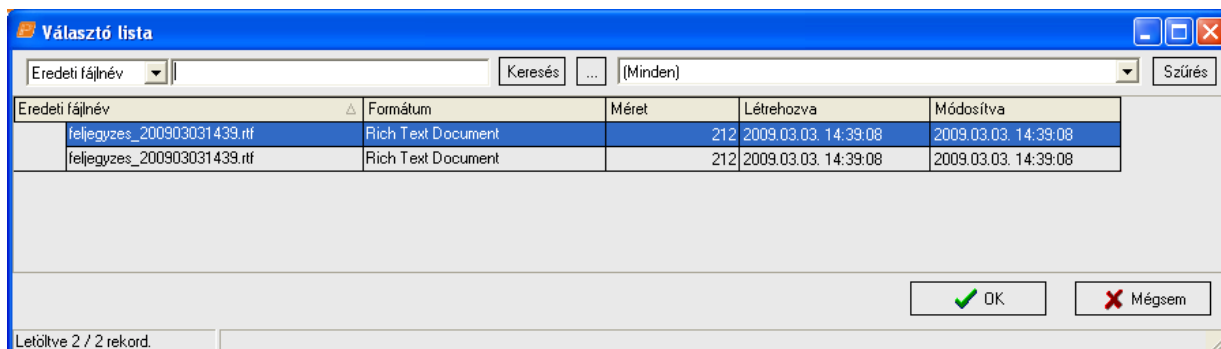 Választó lista
Eredeti fájlnév Keresés ... (Minden) Szűrés
Eredeti fájlnév Formátum Méret Létrehozva Módosítva
feljegyzes_200903031439.rtf Rich Text Document 212 2009.03.03. 14:39:08 2009.03.03. 14:39:08
feljegyzes_200903031439.rtf Rich Text Document 212 2009.03.03. 14:39:08 2009.03.03. 14:39:08
OK Mégsem
Letöltve 2 / 2 rekord.